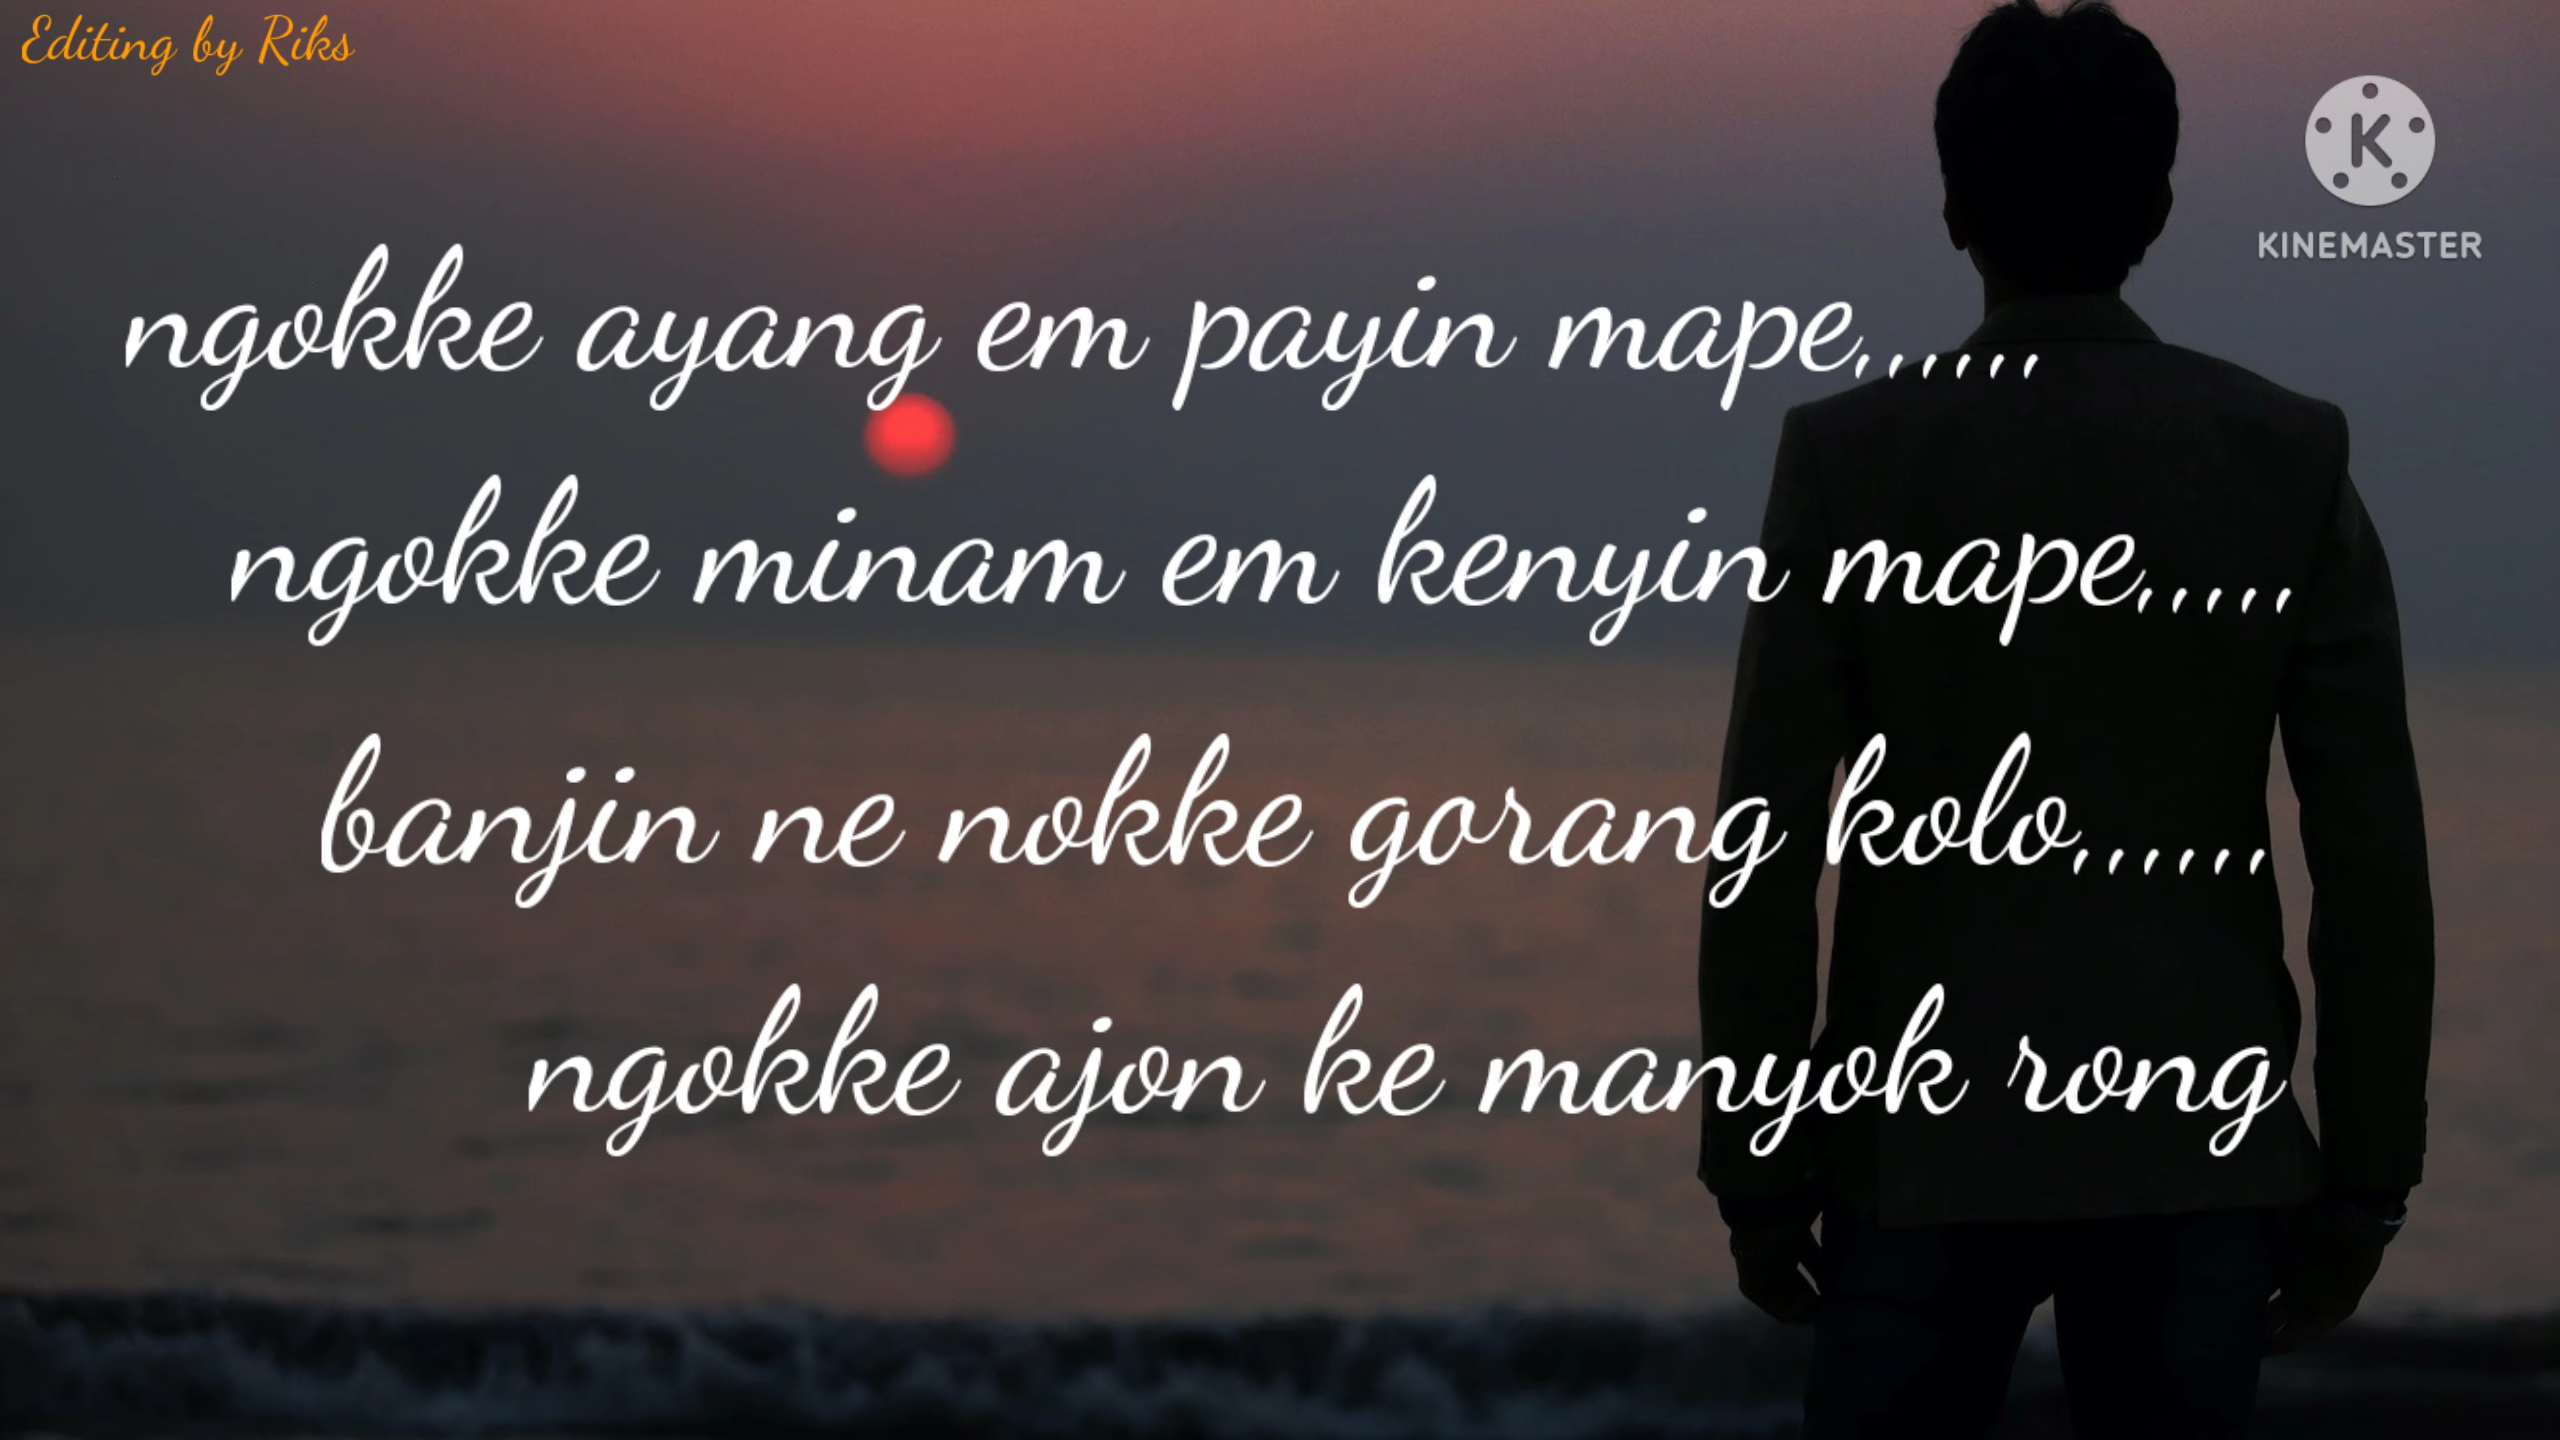 Editing by Riks
KINEMASTER
ngokke ayang em payin mape,,,,,,
ngokke minam em kenyin mape,,,,,
banjin ne nokke gorang kolo,,,,,,
ngokke ajon ke manyok rong